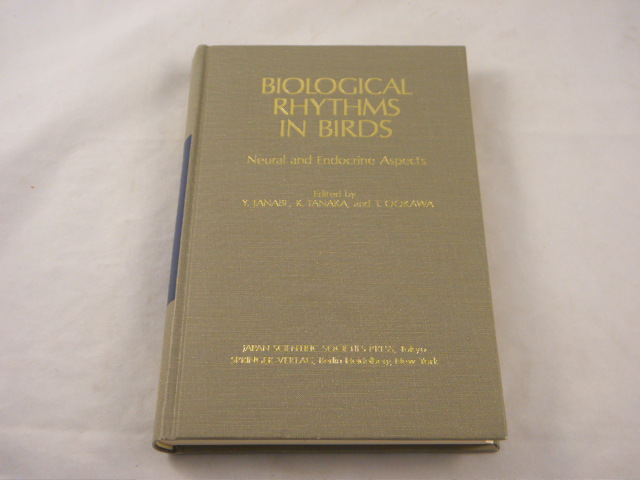 BIOLOGICAL
RHYTHMS
IN BIRDS
Neural and Endocrine Aspects
Edited by
Y. TANABE, K. TANAKA, and T. OOKAWA
JAPAN SCIENTIFIC SOCIETIES PRESS, Tokyo
SPRINGER-VERLAG, Berlin Heidelberg New York